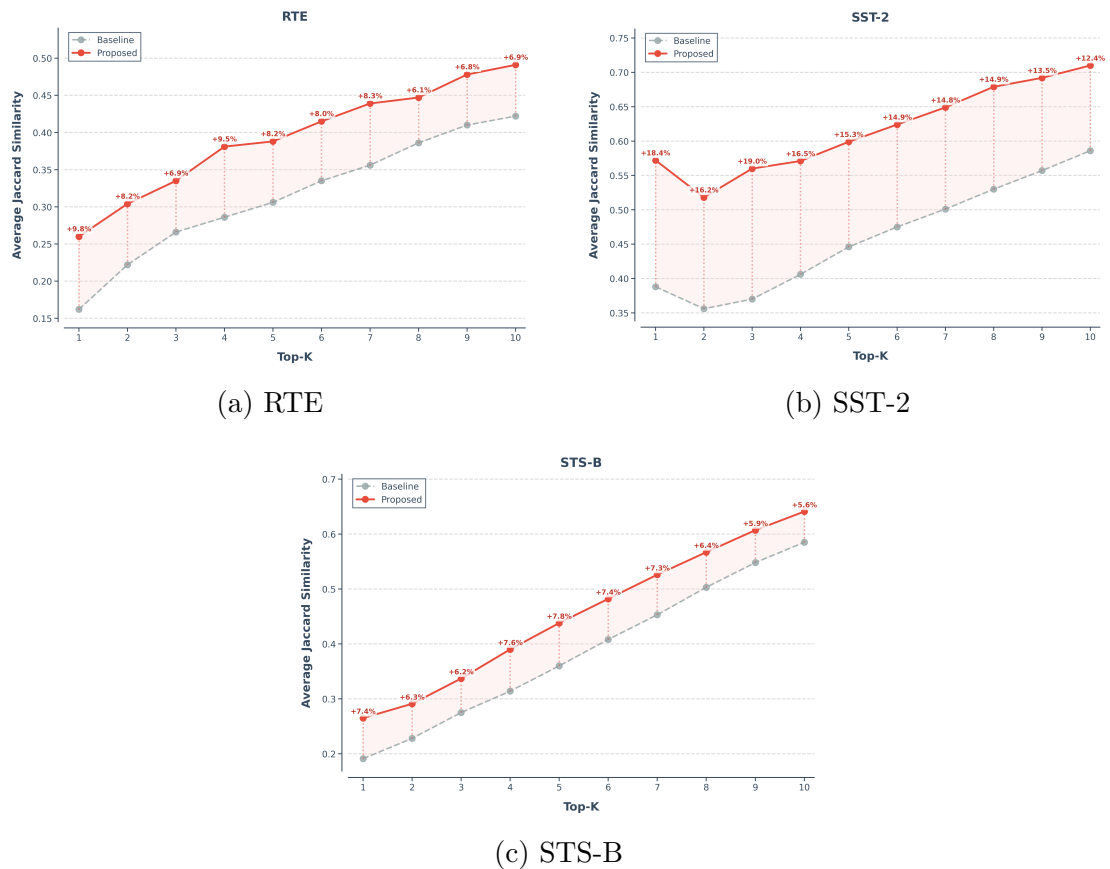 RTE
Baseline
Proposed
Average Jaccard Similarity
0.50
0.45
0.40
0.35
0.30
0.25
0.20
0.15
+9.8%
+8.2%
+6.9%
+9.5%
+8.2%
+8.0%
+8.3%
+6.1%
+6.8%
+6.9%
1 2 3 4 5 6 7 8 9 10
Top-K
(a) RTE
SST-2
Baseline
Proposed
Average Jaccard Similarity
0.75
0.70
0.65
0.60
0.55
0.50
0.45
0.40
0.35
+18.4%
+16.2%
+19.0%
+16.5%
+15.3%
+14.9%
+14.8%
+14.9%
+13.5%
+12.4%
1 2 3 4 5 6 7 8 9 10
Top-K
(b) SST-2
STS-B
Baseline
Proposed
Average Jaccard Similarity
0.7
0.6
0.5
0.4
0.3
0.2
+7.4%
+6.3%
+6.2%
+7.6%
+7.8%
+7.4%
+7.3%
+6.4%
+5.9%
+5.6%
1 2 3 4 5 6 7 8 9 10
Top-K
(c) STS-B